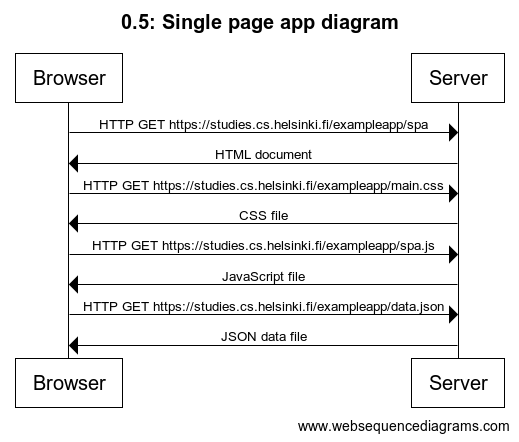 0.5: Single page app diagram
Browser
Server
HTTP GET https://studies.cs.helsinki.fi/exampleapp/spa
HTML document
HTTP GET https://studies.cs.helsinki.fi/exampleapp/main.css
CSS file
HTTP GET https://studies.cs.helsinki.fi/exampleapp/spa.js
JavaScript file
HTTP GET https://studies.cs.helsinki.fi/exampleapp/data.json
JSON data file
Browser
Server
www.websequencediagrams.com